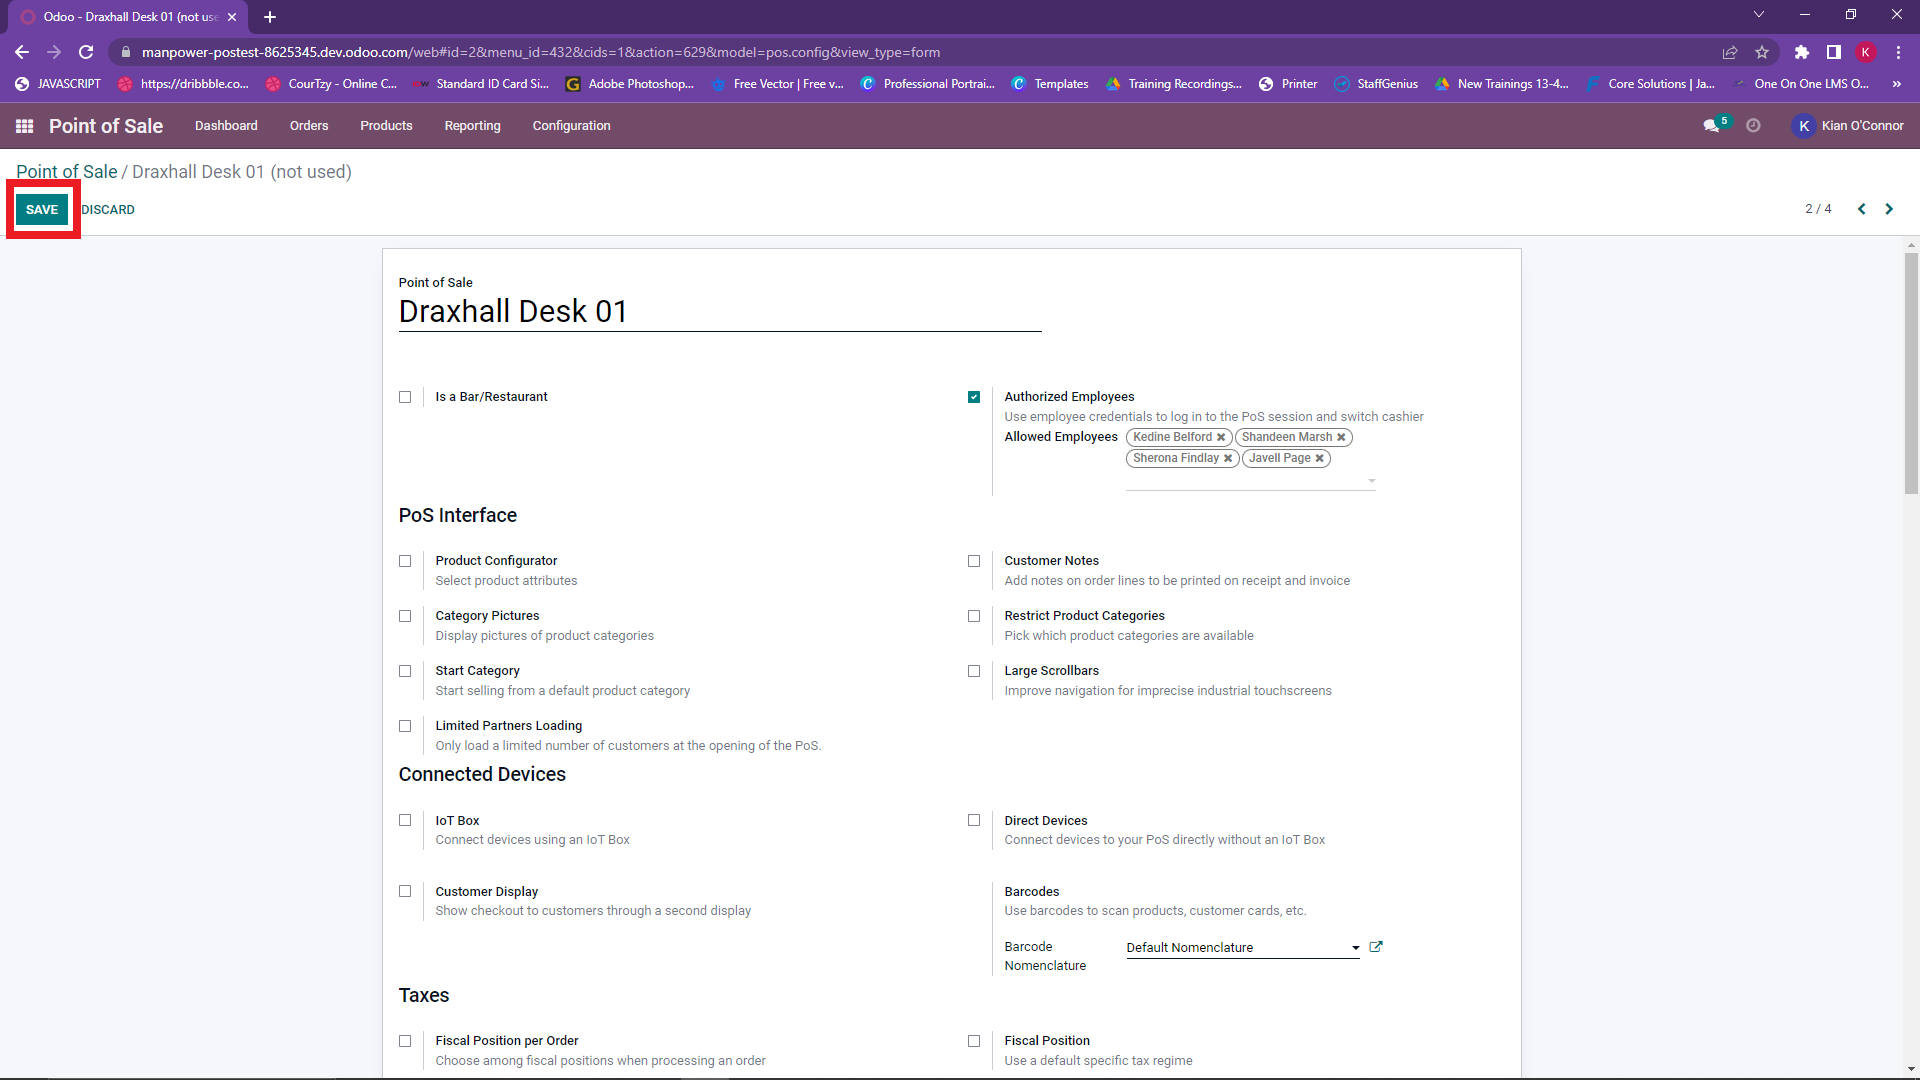 Odoo - Draxhall Desk 01 (not use
manpower-postest-8625345.dev.odoo.com/web#id=2&menu_id=432&cids=1&action=629&model=pos.config&view_type=form
K
JAVASCRIPT https://dribbble.co... CourTzy - Online C... Standard ID Card Si... Adobe Photoshop... Free Vector | Free v... Professional Portrai... Templates Training Recordings... Printer StaffGenius New Trainings 13-4... Core Solutions | Ja... One On One LMS O... »
Point of Sale Dashboard Orders Products Reporting Configuration 5 K Kian O'Connor
Point of Sale / Draxhall Desk 01 (not used)
SAVE DISCARD 2 / 4
Point of Sale
Draxhall Desk 01
Is a Bar/Restaurant
Authorized Employees
Use employee credentials to log in to the PoS session and switch cashier
Allowed Employees Kedine Belford Shandeen Marsh
Sherona Findlay Javell Page
PoS Interface
Product Configurator
Select product attributes
Customer Notes
Add notes on order lines to be printed on receipt and invoice
Category Pictures
Display pictures of product categories
Restrict Product Categories
Pick which product categories are available
Start Category
Start selling from a default product category
Large Scrollbars
Improve navigation for imprecise industrial touchscreens
Limited Partners Loading
Only load a limited number of customers at the opening of the PoS.
Connected Devices
IoT Box
Connect devices using an IoT Box
Direct Devices
Connect devices to your PoS directly without an IoT Box
Customer Display
Show checkout to customers through a second display
Barcodes
Use barcodes to scan products, customer cards, etc.
Barcode Nomenclature Default Nomenclature
Taxes
Fiscal Position per Order
Choose among fiscal positions when processing an order
Fiscal Position
Use a default specific tax regime